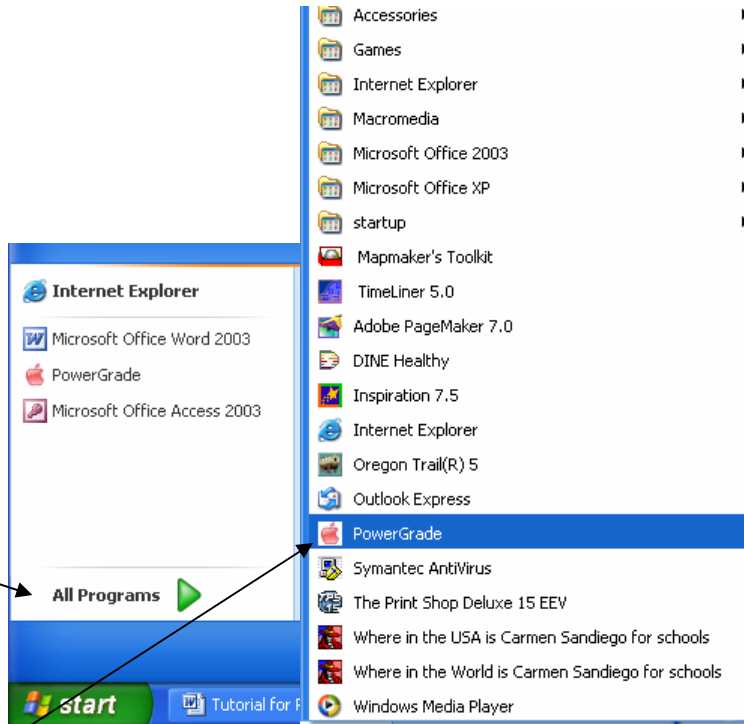 Accessories
Games
Internet Explorer
Macromedia
Microsoft Office 2003
Microsoft Office XP
startup
Mapmaker's Toolkit
TimeLiner 5.0
Adobe PageMaker 7.0
DINE Healthy
Inspiration 7.5
Internet Explorer
Oregon Trail(R) 5
Outlook Express
PowerGrade
Symantec AntiVirus
The Print Shop Deluxe 15 EEV
Where in the USA is Carmen Sandiego for schools
Where in the World is Carmen Sandiego for schools
Windows Media Player
Internet Explorer
Microsoft Office Word 2003
PowerGrade
Microsoft Office Access 2003
All Programs
start
Tutorial for